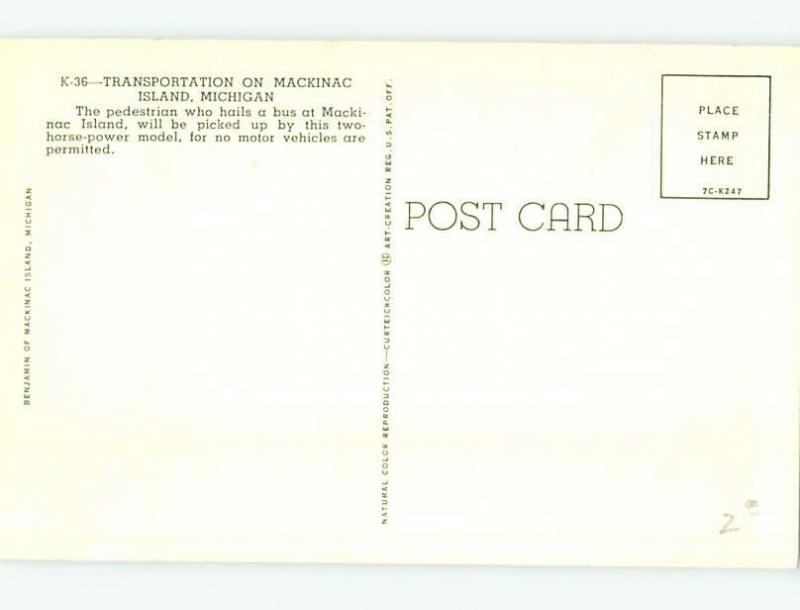 K-36—TRANSPORTATION ON MACKINAC
ISLAND, MICHIGAN
The pedestrian who hails a bus at Macki-
nac Island, will be picked up by this two-
horse-power model, for no motor vehicles are
permitted.
BENJAMIN OF MACKINAC ISLAND, MICHIGAN
NATURAL COLOR REPRODUCTION—CURTEICHCOLOR ® ART-CREATION REG. U.S. PAT. OFF.
POST CARD
PLACE
STAMP
HERE
7C-K247
2 00